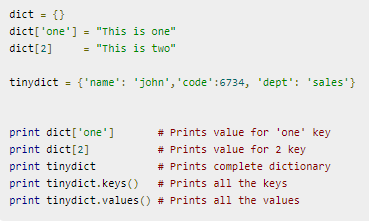 dict = {}
dict['one'] = "This is one"
dict[2]     = "This is two"

tinydict = {'name': 'john','code':6734, 'dept': 'sales'}


print dict['one']       # Prints value for 'one' key
print dict[2]           # Prints value for 2 key
print tinydict          # Prints complete dictionary
print tinydict.keys()   # Prints all the keys
print tinydict.values() # Prints all the values